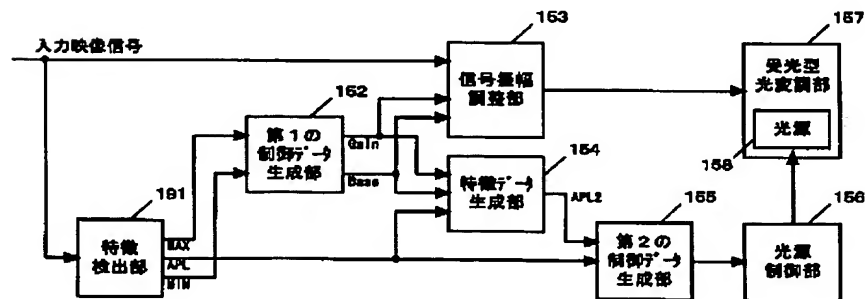 入力映像信号
153
信号量幅
調整部
157
受光型
光変調部
光源
158
152
第1の
制御データ
生成部
Gain
Base
154
特徴データ
生成部
APL2
191
特徴
検出部
MAX
APL
MIN
155
第2の
制御データ
生成部
156
光源
制御部